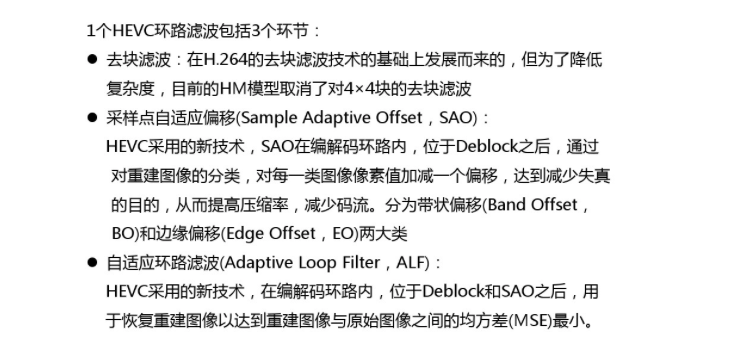 1个HEVC环路滤波包括3个环节：
● 去块滤波：在H.264的去块滤波技术的基础上发展而来的，但为了降低
复杂度，目前的HM模型取消了对4×4块的去块滤波
● 采样点自适应偏移(Sample Adaptive Offset，SAO)：
HEVC采用的新技术，SAO在编解码环路内，位于Deblock之后，通过
对重建图像的分类，对每一类图像像素值加减一个偏移，达到减少失真
的目的，从而提高压缩率，减少码流。分为带状偏移(Band Offset，
BO)和边缘偏移(Edge Offset，EO)两大类
● 自适应环路滤波(Adaptive Loop Filter，ALF)：
HEVC采用的新技术，在编解码环路内，位于Deblock和SAO之后，用
于恢复重建图像以达到重建图像与原始图像之间的均方差(MSE)最小。